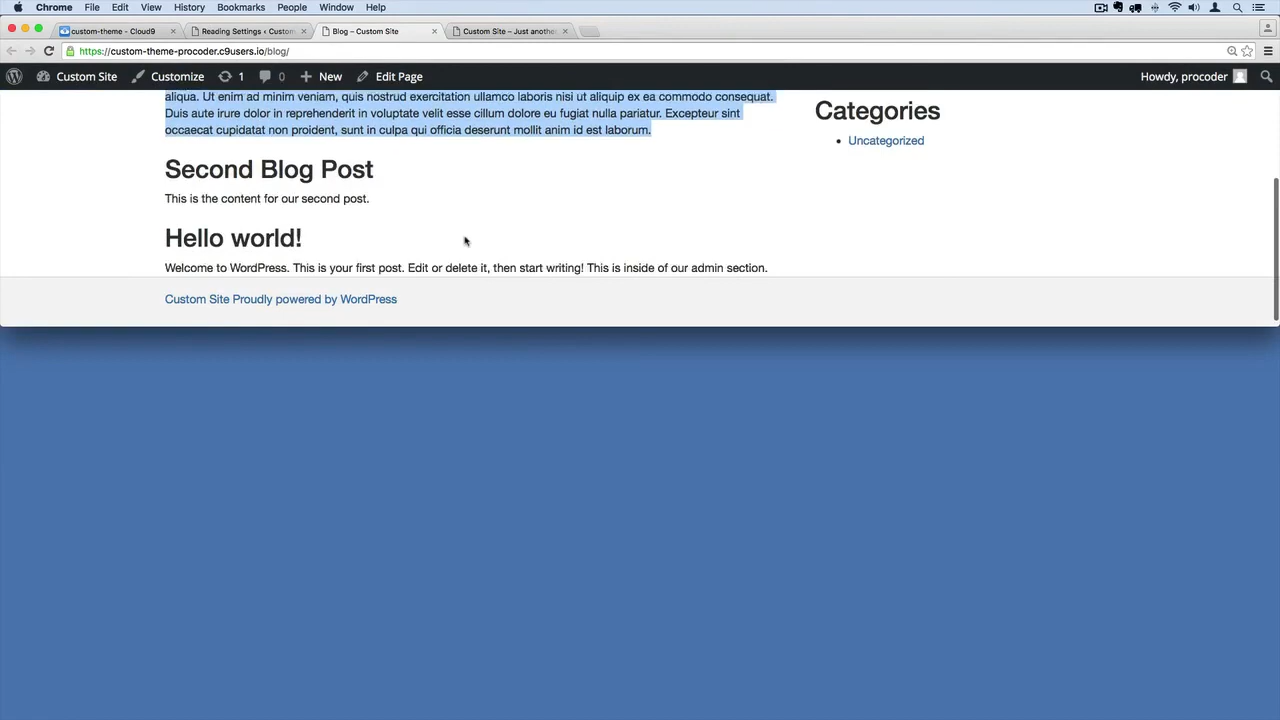 Chrome File Edit View History Bookmarks People Window Help
custom-theme - Cloud9
Reading Settings ‹ Custom
Blog – Custom Site
Custom Site – Just anothe
https://custom-theme-procoder.c9users.io/blog/
Custom Site Customize 1 0 New Edit Page Howdy, procoder
aliqua. Ut enim ad minim veniam, quis nostrud exercitation ullamco laboris nisi ut aliquip ex ea commodo consequat.
Duis aute irure dolor in reprehenderit in voluptate velit esse cillum dolore eu fugiat nulla pariatur. Excepteur sint
occaecat cupidatat non proident, sunt in culpa qui officia deserunt mollit anim id est laborum.
Second Blog Post
This is the content for our second post.
Hello world!
Welcome to WordPress. This is your first post. Edit or delete it, then start writing! This is inside of our admin section.
Categories
Uncategorized
Custom Site Proudly powered by WordPress